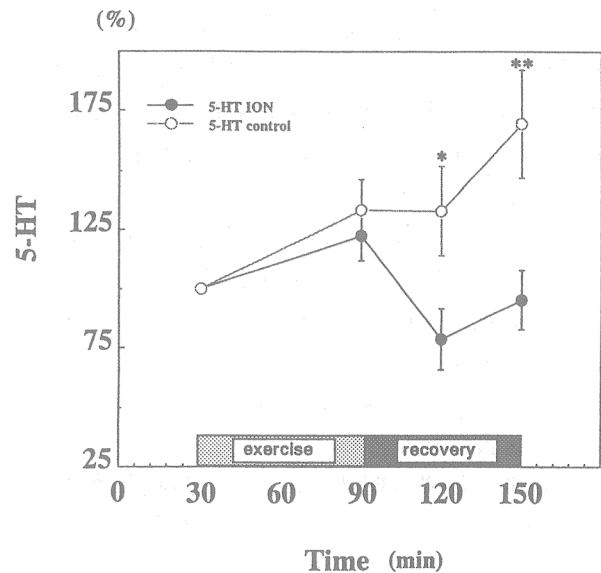 (%)
175
5-HT ION
5-HT control
*
**
125
5-HT
75
exercise
recovery
25
0 30 60 90 120 150
Time (min)